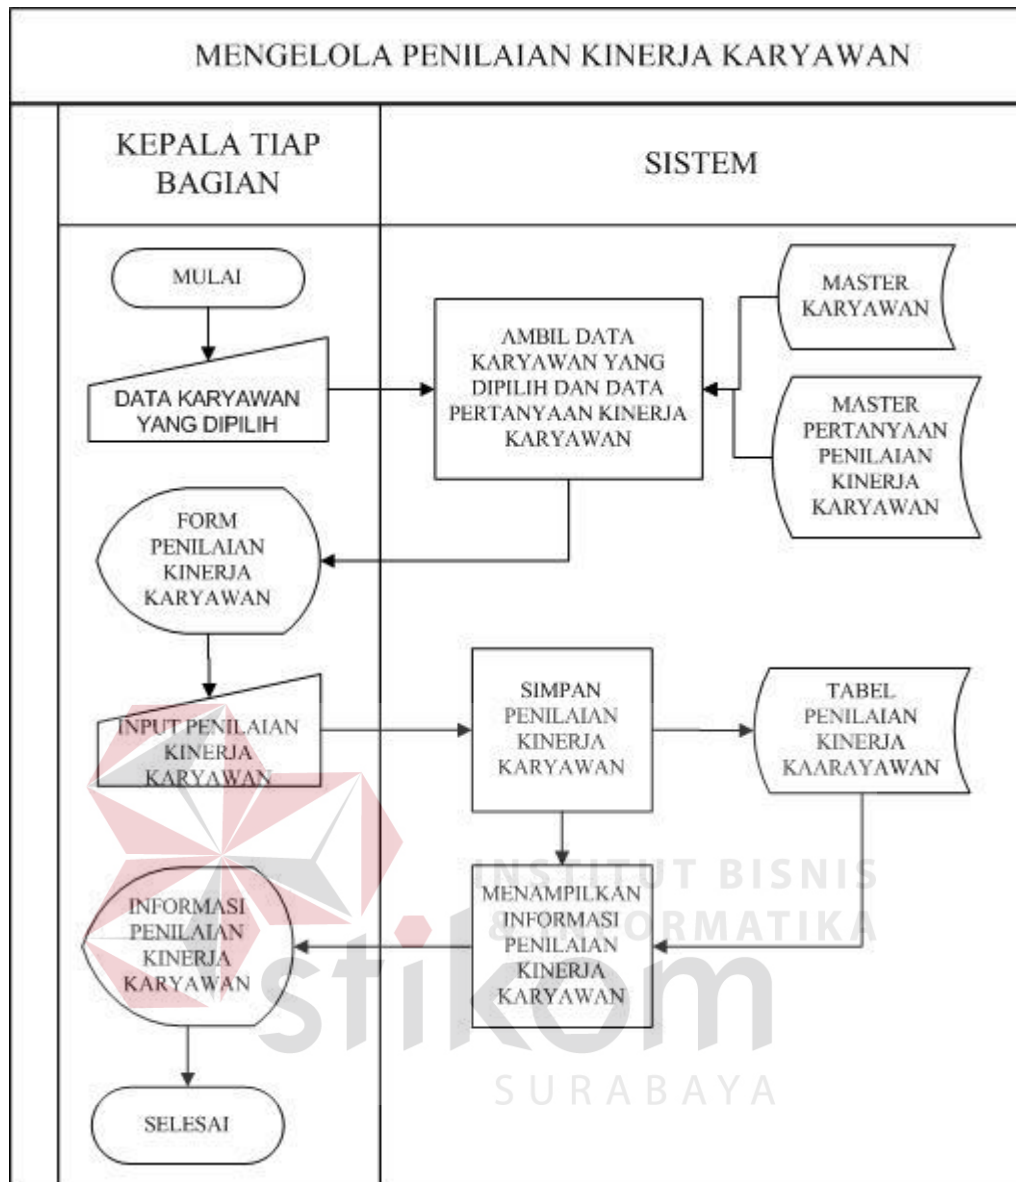 MENGELOLA PENILAIAN KINERJA KARYAWAN
KEPALA TIAP
BAGIAN
SISTEM
MULAI
DATA KARYAWAN
YANG DIPILIH
AMBIL DATA
KARYAWAN YANG
DIPILIH DAN DATA
PERTANYAAN KINERJA
KARYAWAN
MASTER
KARYAWAN
MASTER
PERTANYAAN
PENILAIAN
KINERJA
KARYAWAN
FORM
PENILAIAN
KINERJA
KARYAWAN
INPUT PENILAIAN
KINERJA
KARYAWAN
SIMPAN
PENILAIAN
KINERJA
KARYAWAN
TABEL
PENILAIAN
KINERJA
KAARAYAWAN
MENAMPILKAN
INFORMASI
PENILAIAN
KINERJA
KARYAWAN
INFORMASI
PENILAIAN
KINERJA
KARYAWAN
SELESAI
INSTITUT BISNIS
& INFORMATIKA
stikom
SURABAYA